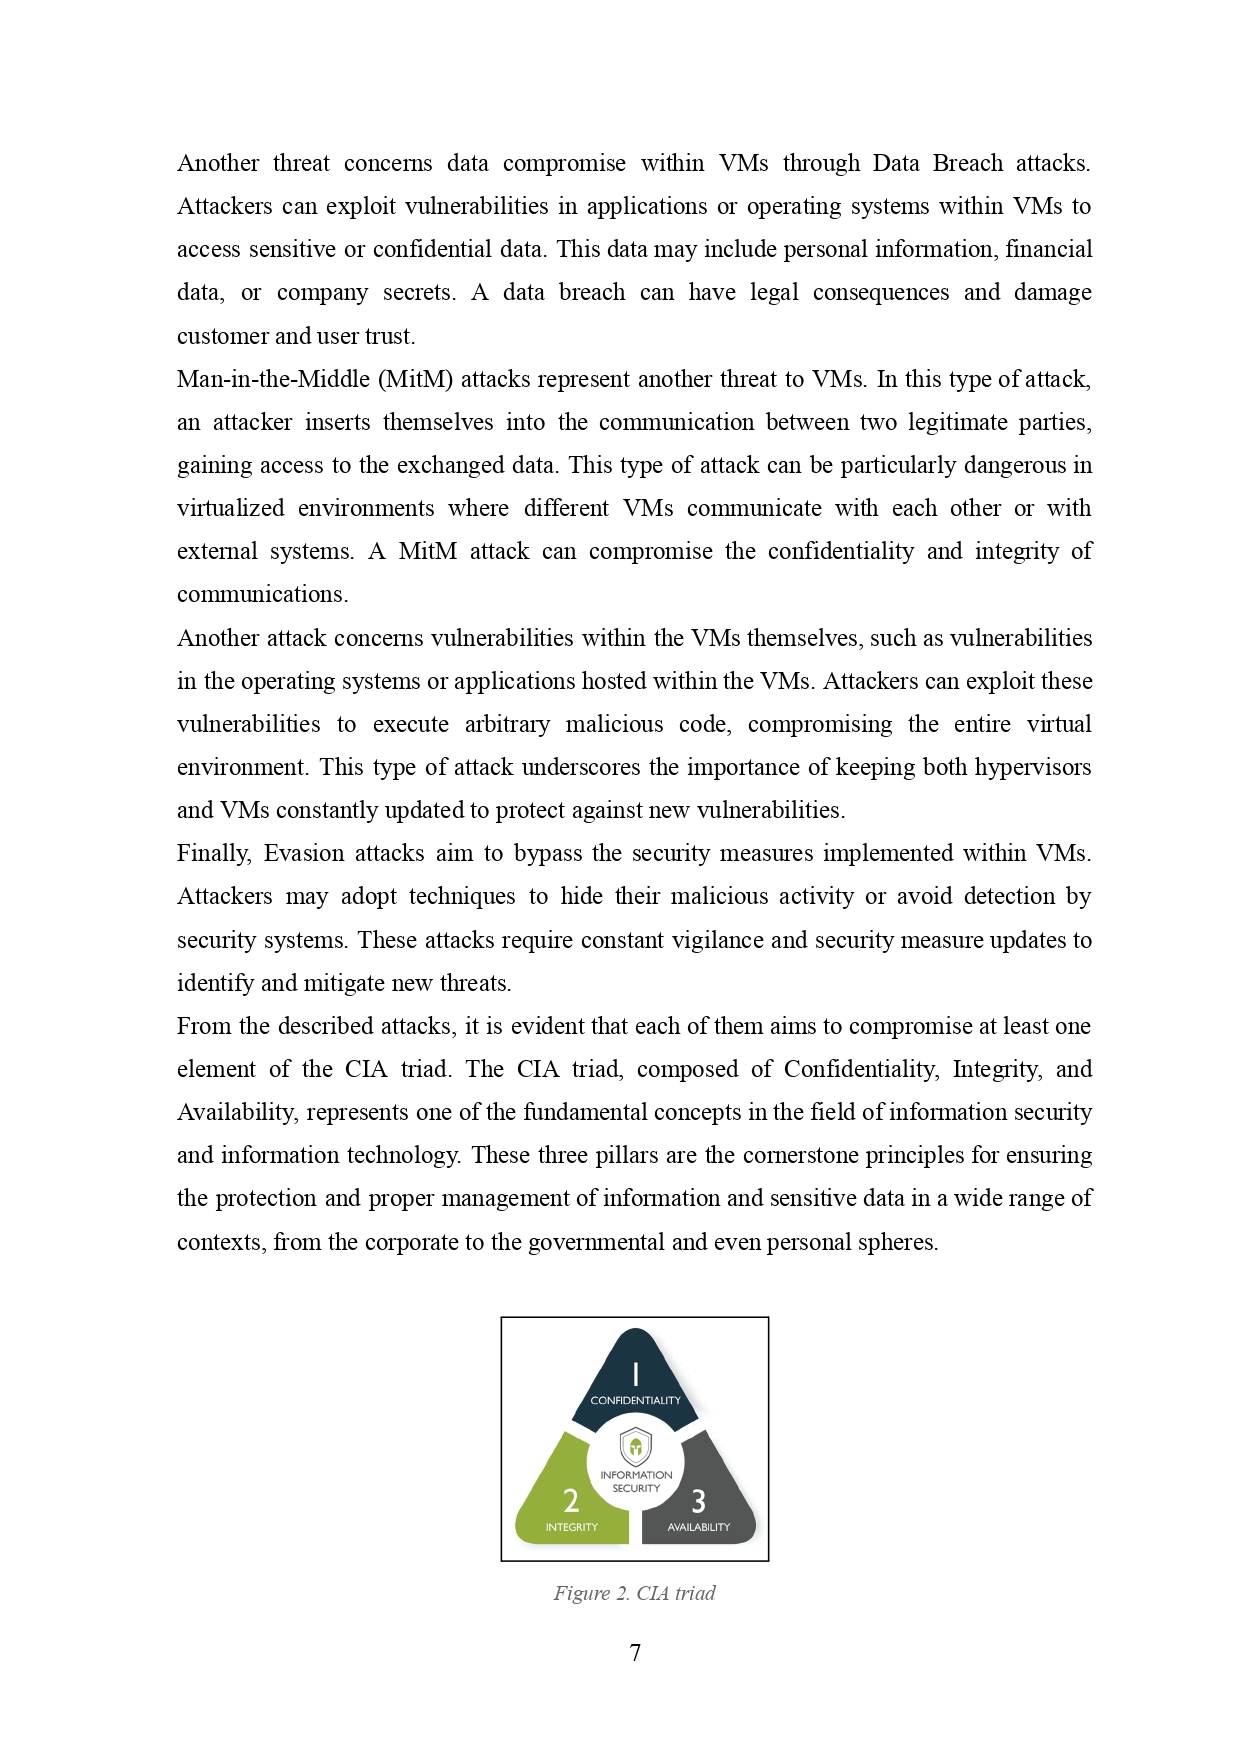 Another threat concerns data compromise within VMs through Data Breach attacks.
Attackers can exploit vulnerabilities in applications or operating systems within VMs to
access sensitive or confidential data. This data may include personal information, financial
data, or company secrets. A data breach can have legal consequences and damage
customer and user trust.
Man-in-the-Middle (MitM) attacks represent another threat to VMs. In this type of attack,
an attacker inserts themselves into the communication between two legitimate parties,
gaining access to the exchanged data. This type of attack can be particularly dangerous in
virtualized environments where different VMs communicate with each other or with
external systems. A MitM attack can compromise the confidentiality and integrity of
communications.
Another attack concerns vulnerabilities within the VMs themselves, such as vulnerabilities
in the operating systems or applications hosted within the VMs. Attackers can exploit these
vulnerabilities to execute arbitrary malicious code, compromising the entire virtual
environment. This type of attack underscores the importance of keeping both hypervisors
and VMs constantly updated to protect against new vulnerabilities.
Finally, Evasion attacks aim to bypass the security measures implemented within VMs.
Attackers may adopt techniques to hide their malicious activity or avoid detection by
security systems. These attacks require constant vigilance and security measure updates to
identify and mitigate new threats.
From the described attacks, it is evident that each of them aims to compromise at least one
element of the CIA triad. The CIA triad, composed of Confidentiality, Integrity, and
Availability, represents one of the fundamental concepts in the field of information security
and information technology. These three pillars are the cornerstone principles for ensuring
the protection and proper management of information and sensitive data in a wide range of
contexts, from the corporate to the governmental and even personal spheres.
1
CONFIDENTIALITY
INFORMATION
SECURITY
2
INTEGRITY
3
AVAILABILITY
Figure 2. CIA triad
7